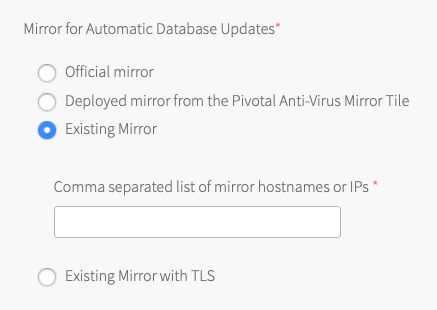 Mirror for Automatic Database Updates*
Official mirror
Deployed mirror from the Pivotal Anti-Virus Mirror Tile
Existing Mirror
Comma separated list of mirror hostnames or IPs *
Existing Mirror with TLS